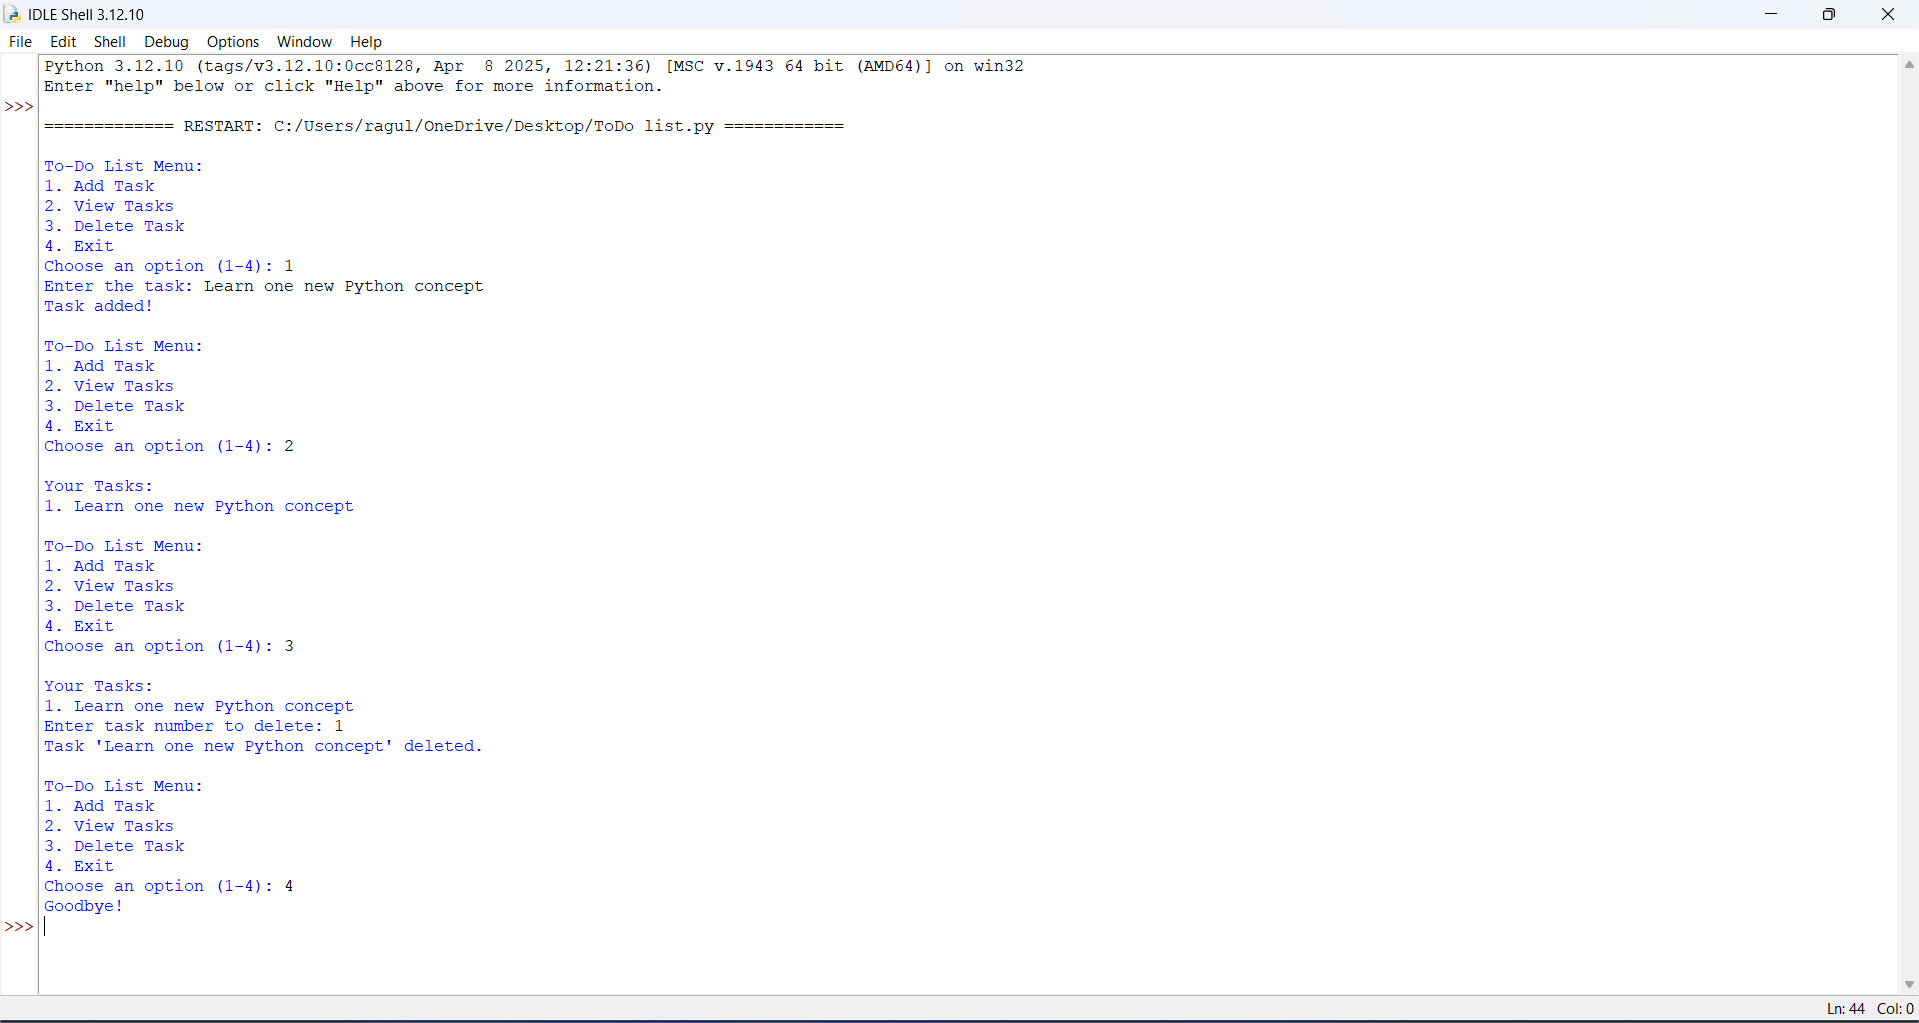 IDLE Shell 3.12.10
File Edit Shell Debug Options Window Help
Python 3.12.10 (tags/v3.12.10:0cc8128, Apr  8 2025, 12:21:36) [MSC v.1943 64 bit (AMD64)] on win32
Enter "help" below or click "Help" above for more information.
>>>
============= RESTART: C:/Users/ragul/OneDrive/Desktop/ToDo list.py ============
To-Do List Menu:
1. Add Task
2. View Tasks
3. Delete Task
4. Exit
Choose an option (1-4): 1
Enter the task: Learn one new Python concept
Task added!
To-Do List Menu:
1. Add Task
2. View Tasks
3. Delete Task
4. Exit
Choose an option (1-4): 2
Your Tasks:
1. Learn one new Python concept
To-Do List Menu:
1. Add Task
2. View Tasks
3. Delete Task
4. Exit
Choose an option (1-4): 3
Your Tasks:
1. Learn one new Python concept
Enter task number to delete: 1
Task 'Learn one new Python concept' deleted.
To-Do List Menu:
1. Add Task
2. View Tasks
3. Delete Task
4. Exit
Choose an option (1-4): 4
Goodbye!
>>>
Ln: 44 Col: 0